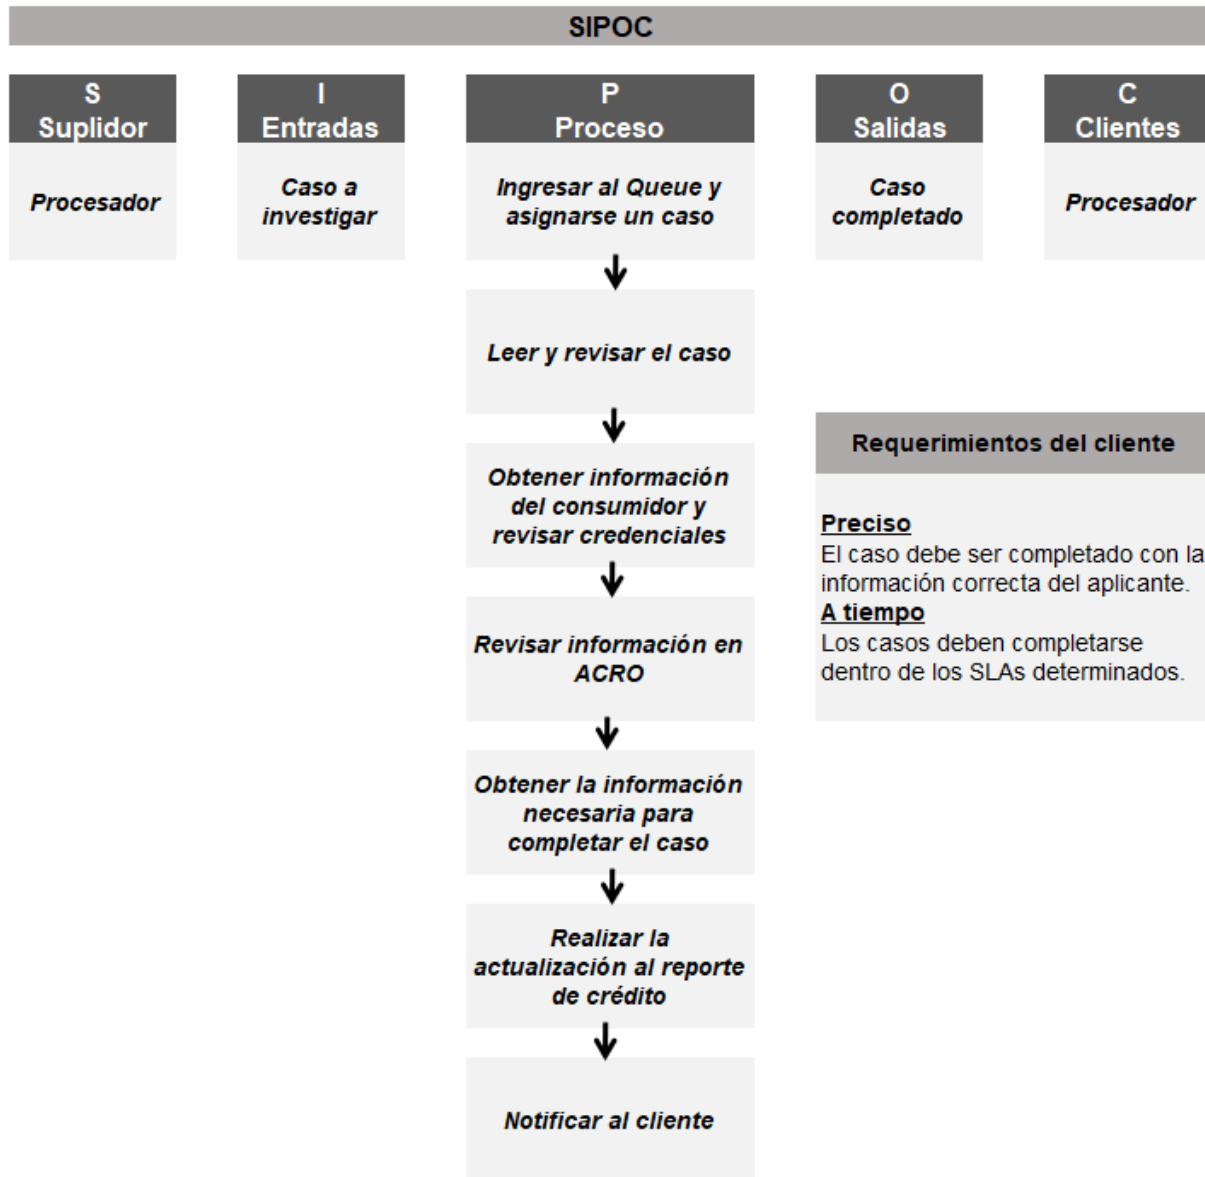 SIPOC
S
Suplidor
I
Entradas
P
Proceso
O
Salidas
C
Clientes
Procesador
Caso a
investigar
Ingresar al Queue y
asignarse un caso
Caso
completado
Procesador
Leer y revisar el caso
Obtener información
del consumidor y
revisar credenciales
Revisar información en
ACRO
Obtener la información
necesaria para
completar el caso
Realizar la
actualización al reporte
de crédito
Notificar al cliente
Requerimientos del cliente
Preciso
El caso debe ser completado con la
información correcta del aplicante.
A tiempo
Los casos deben completarse
dentro de los SLAs determinados.